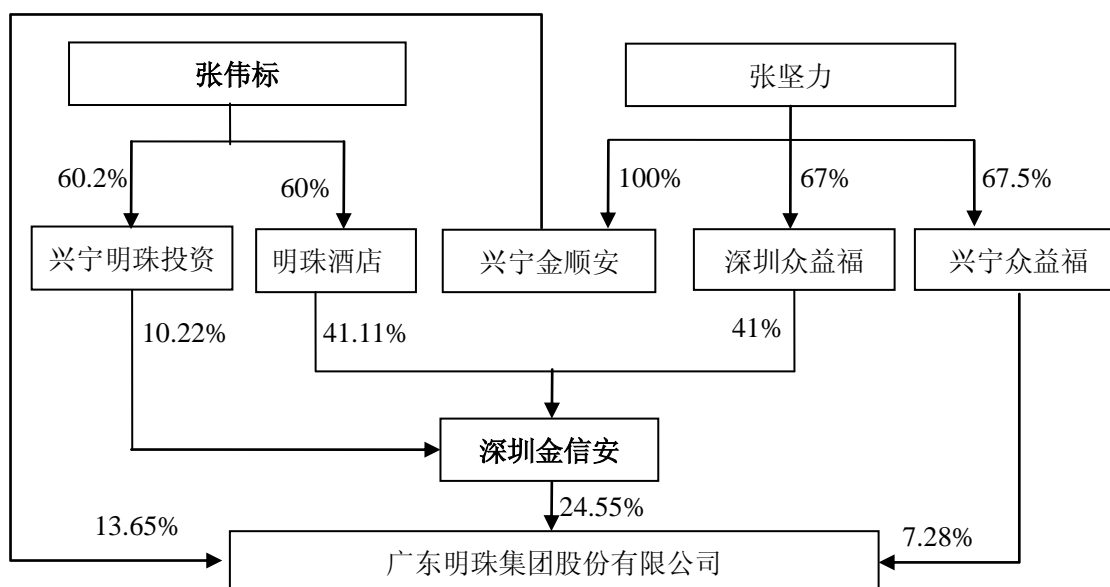 张伟标
张坚力
60.2%
60%
100%
67%
67.5%
兴宁明珠投资
明珠酒店
兴宁金顺安
深圳众益福
兴宁众益福
10.22%
41.11%
41%
深圳金信安
13.65%
24.55%
7.28%
广东明珠集团股份有限公司